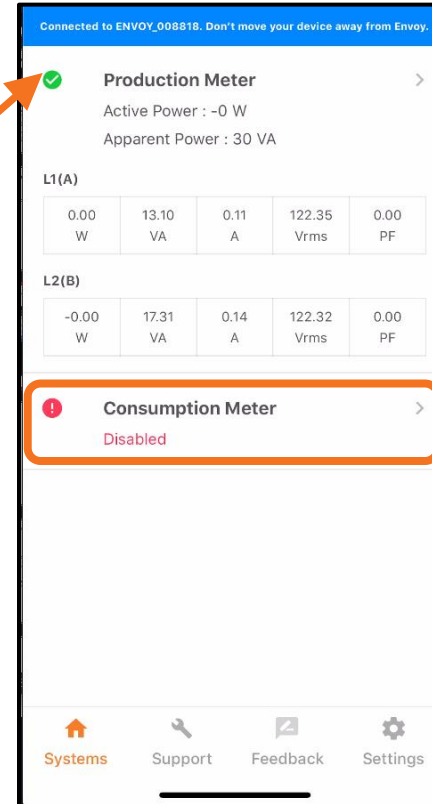 Connected to ENVOY_008818. Don't move your device away from Envoy.
Production Meter
Active Power : -0 W
Apparent Power : 30 VA
L1(A)
0.00 13.10 0.11 122.35 0.00
W VA A Vrms PF
L2(B)
-0.00 17.31 0.14 122.32 0.00
W VA A Vrms PF
Consumption Meter
Disabled
Systems Support Feedback Settings